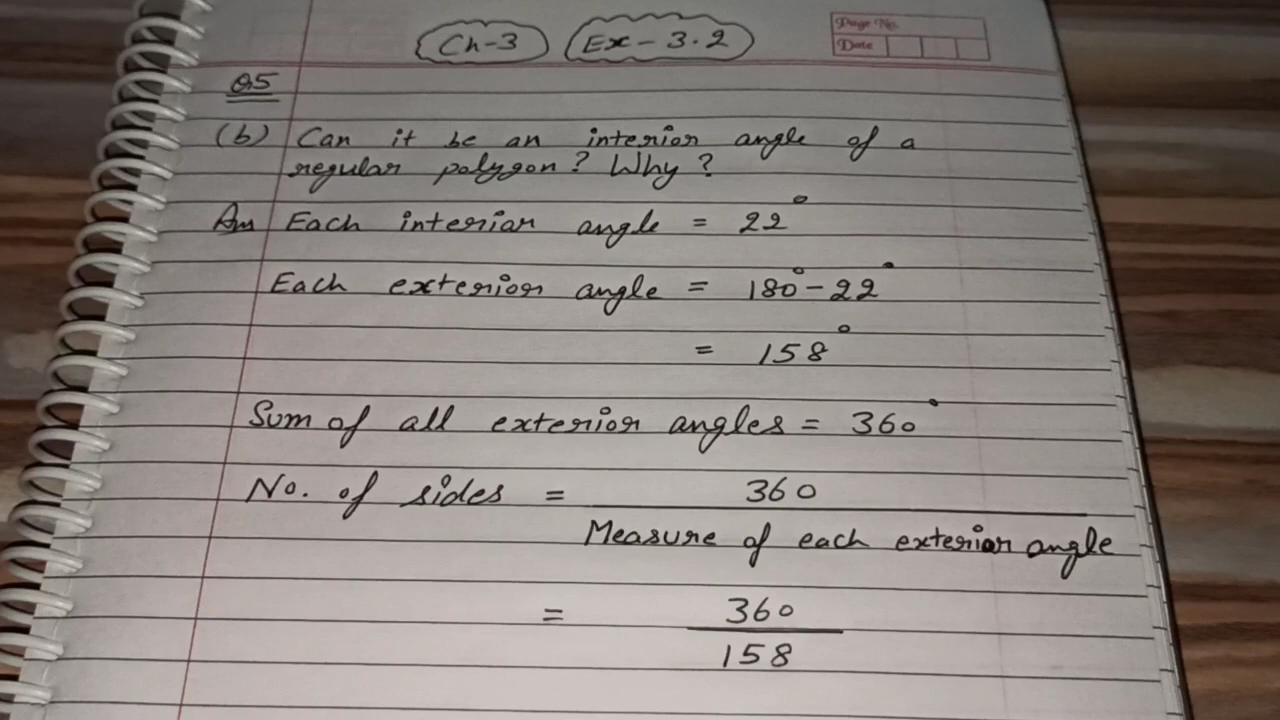 Ch-3 Ex-3.2
Page No.
Date
Q5
(b) Can it be an interior angle of a
regular polygon? Why?
Ans Each interior angle = 22°
Each exterior angle = 180°-22°
= 158°
Sum of all exterior angles = 360°
No. of sides = 360
Measure of each exterior angle
= 360
158